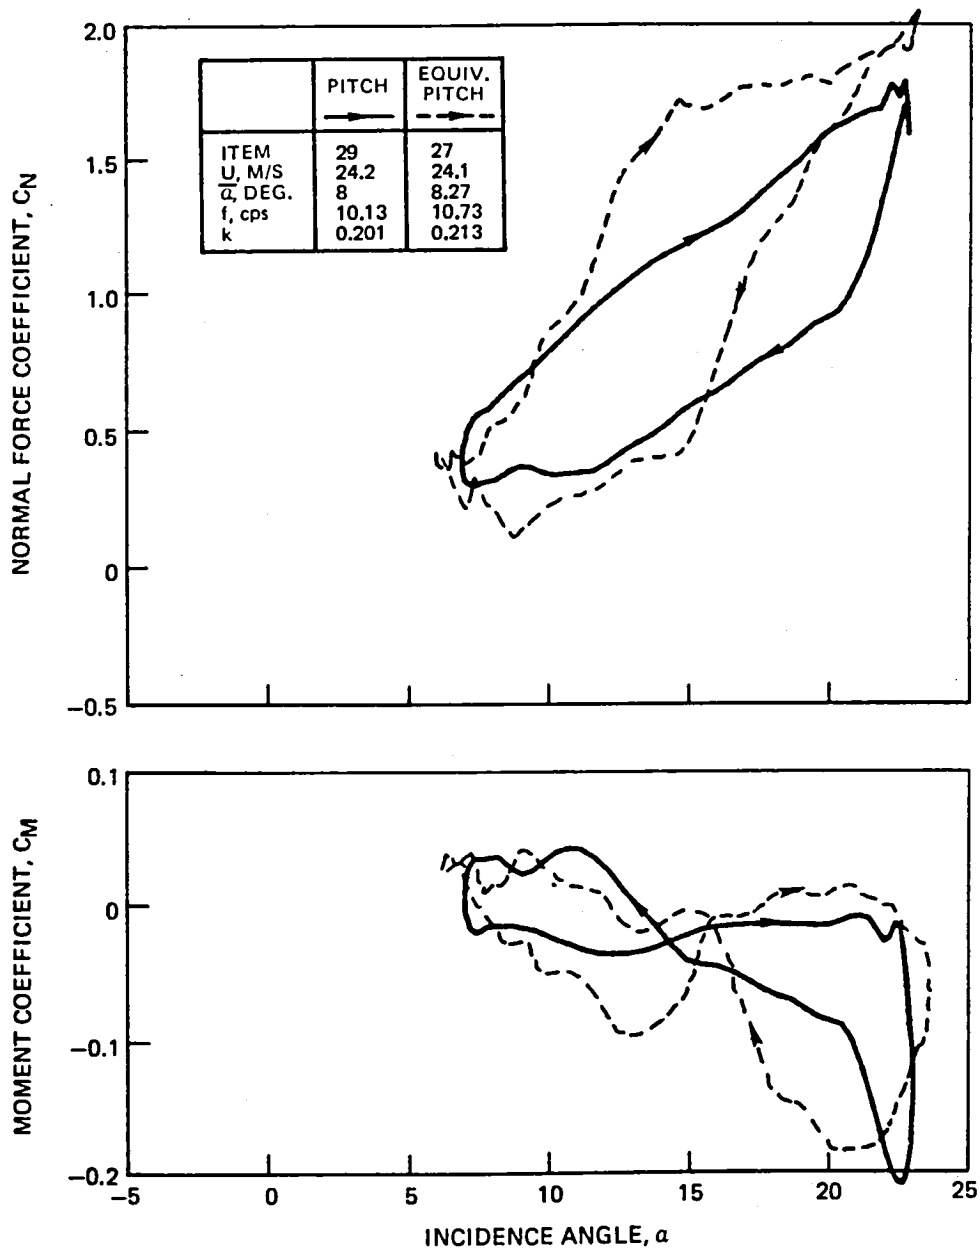 2.0
1.5
1.0
0.5
0
−0.5
NORMAL FORCE COEFFICIENT, CN
PITCH
EQUIV. PITCH
ITEM 29 27
U, M/S 24.2 24.1
α̅, DEG. 8 8.27
f, cps 10.13 10.73
k 0.201 0.213
0.1
0
−0.1
−0.2
MOMENT COEFFICIENT, CM
−5 0 5 10 15 20 25
INCIDENCE ANGLE, α